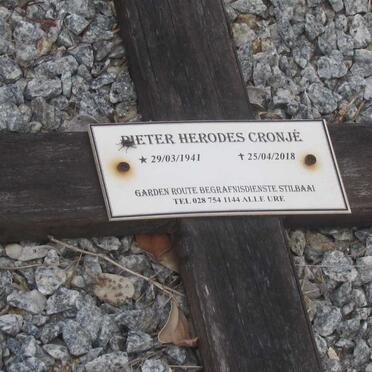 PIETER HERODES CRONJÉ
★ 29/03/1941 ✝ 25/04/2018
GARDEN ROUTE BEGRAFNISDIENSTE STILBAAI
TEL 028 754 1144 ALLE URE